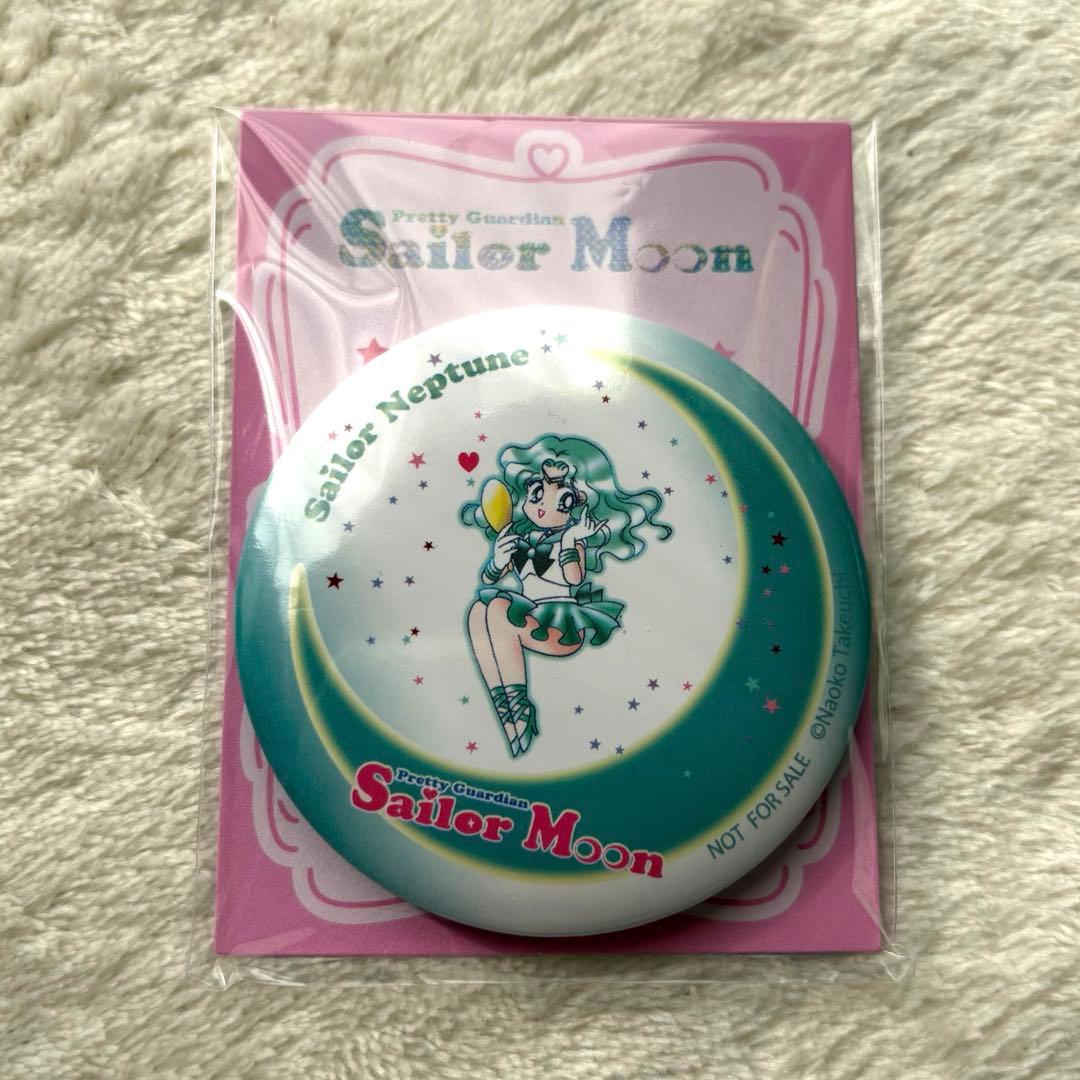 Pretty Guardian
Sailor Moon
Sailor Neptune
Pretty Guardian
Sailor Moon
NOT FOR SALE ©Naoko Takeuchi